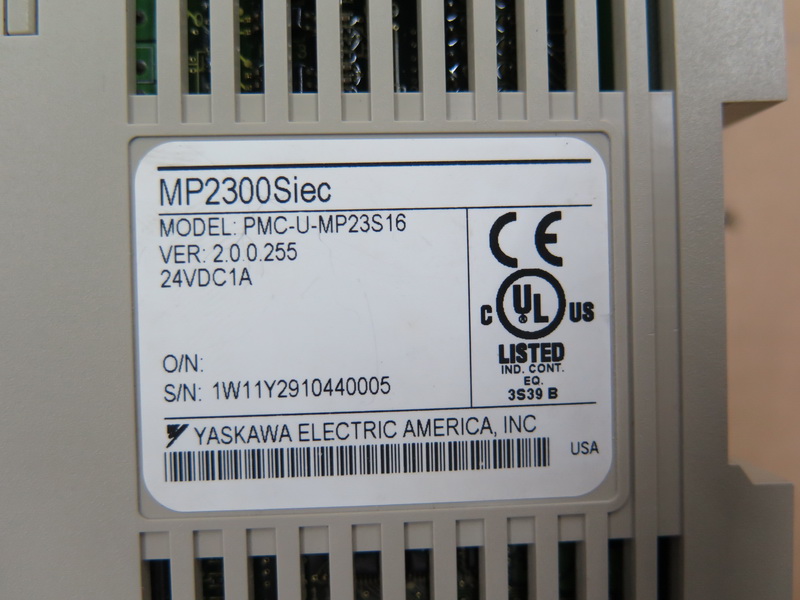 MP2300Siec
MODEL: PMC-U-MP23S16
VER: 2.0.0.255
24VDC1A
O/N:
S/N: 1W11Y2910440005
CE
C UL US
LISTED
IND. CONT.
EQ.
3S39 B
YASKAWA ELECTRIC AMERICA, INC
USA